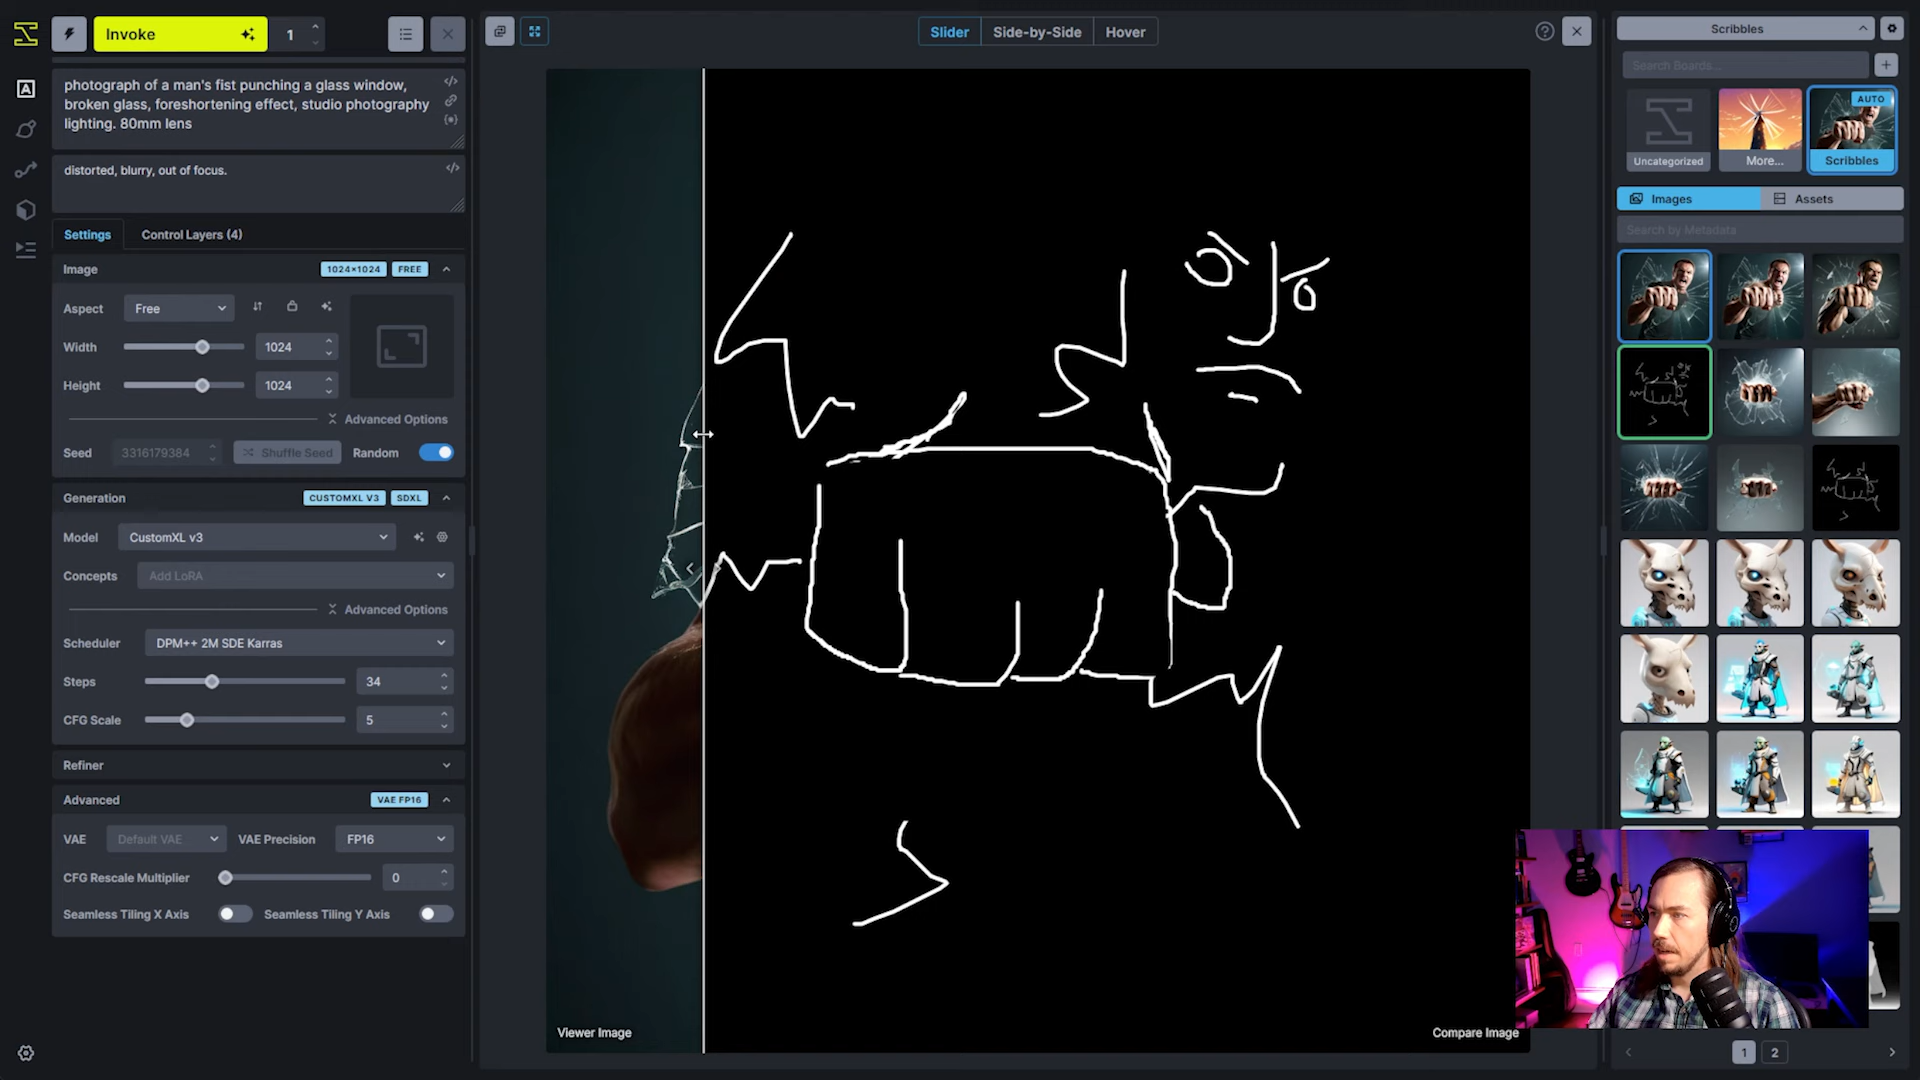 Invoke
1
photograph of a man's fist punching a glass window,
broken glass, foreshortening effect, studio photography
lighting. 80mm lens
distorted, blurry, out of focus.
Settings
Control Layers (4)
Image
1024×1024
FREE
Aspect
Free
Width
1024
Height
1024
Advanced Options
Seed
3316179384
Shuffle Seed
Random
Generation
CUSTOMXL V3
SDXL
Model
CustomXL v3
Concepts
Add LoRA
Advanced Options
Scheduler
DPM++ 2M SDE Karras
Steps
34
CFG Scale
5
Refiner
Advanced
VAE FP16
VAE
Default VAE
VAE Precision
FP16
CFG Rescale Multiplier
0
Seamless Tiling X Axis
Seamless Tiling Y Axis
Slider
Side-by-Side
Hover
Viewer Image
Compare Image
Scribbles
Search Boards...
Uncategorized
More...
AUTO
Scribbles
Images
Assets
Search by Metadata
1
2